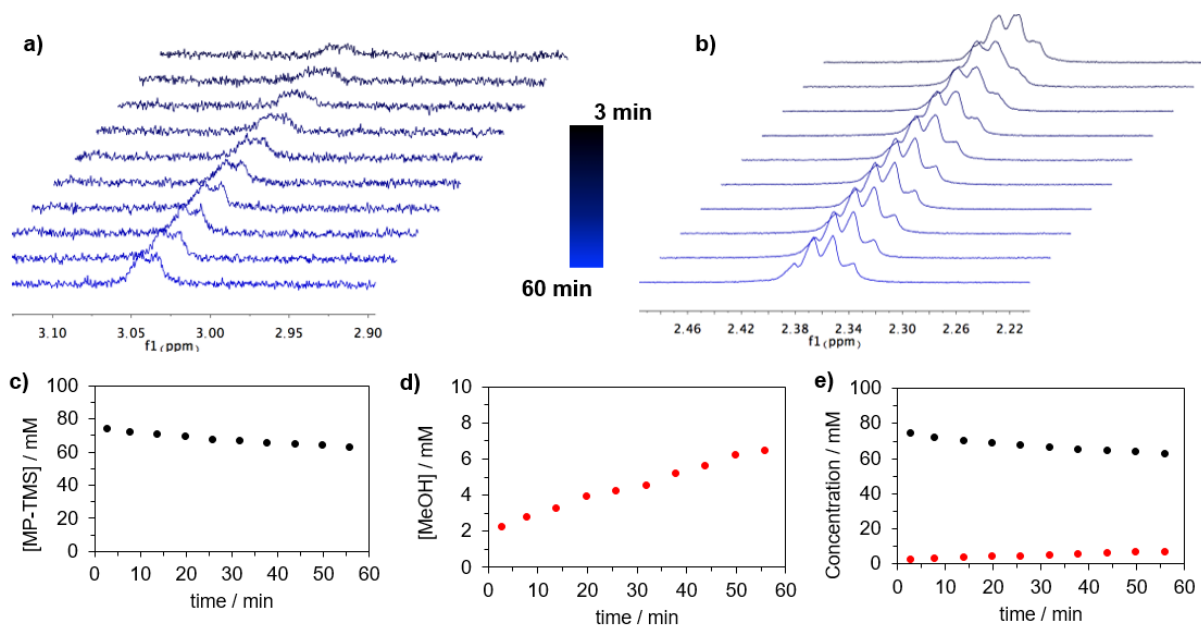 a)
3 min
60 min
3.10 3.05 3.00 2.95 2.90
f1(ppm)
b)
2.46 2.42 2.38 2.34 2.30 2.26 2.22
f1(ppm)
c)
[MP-TMS] / mM
100
80
60
40
20
0
0 10 20 30 40 50 60
time / min
d)
[MeOH] / mM
10
8
6
4
2
0
0 10 20 30 40 50 60
time / min
e)
Concentration / mM
100
80
60
40
20
0
0 10 20 30 40 50 60
time / min